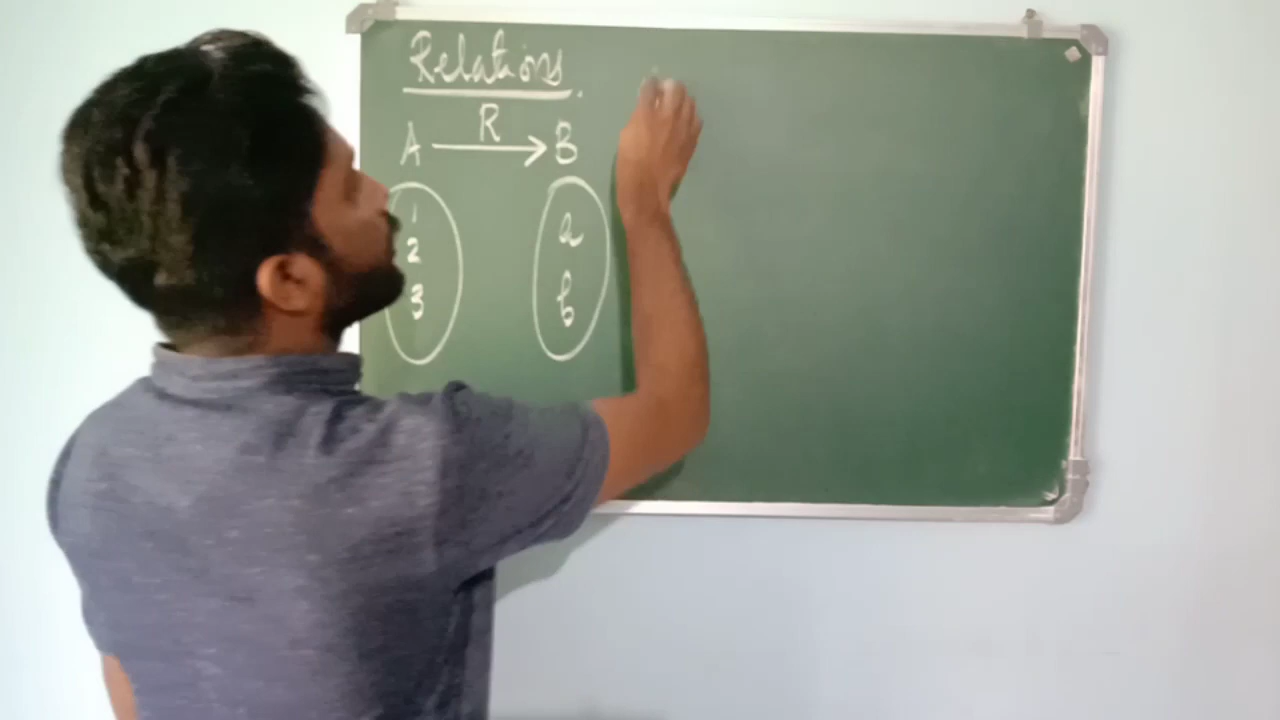 Relations.
R
A → B
1 a
2
3 b